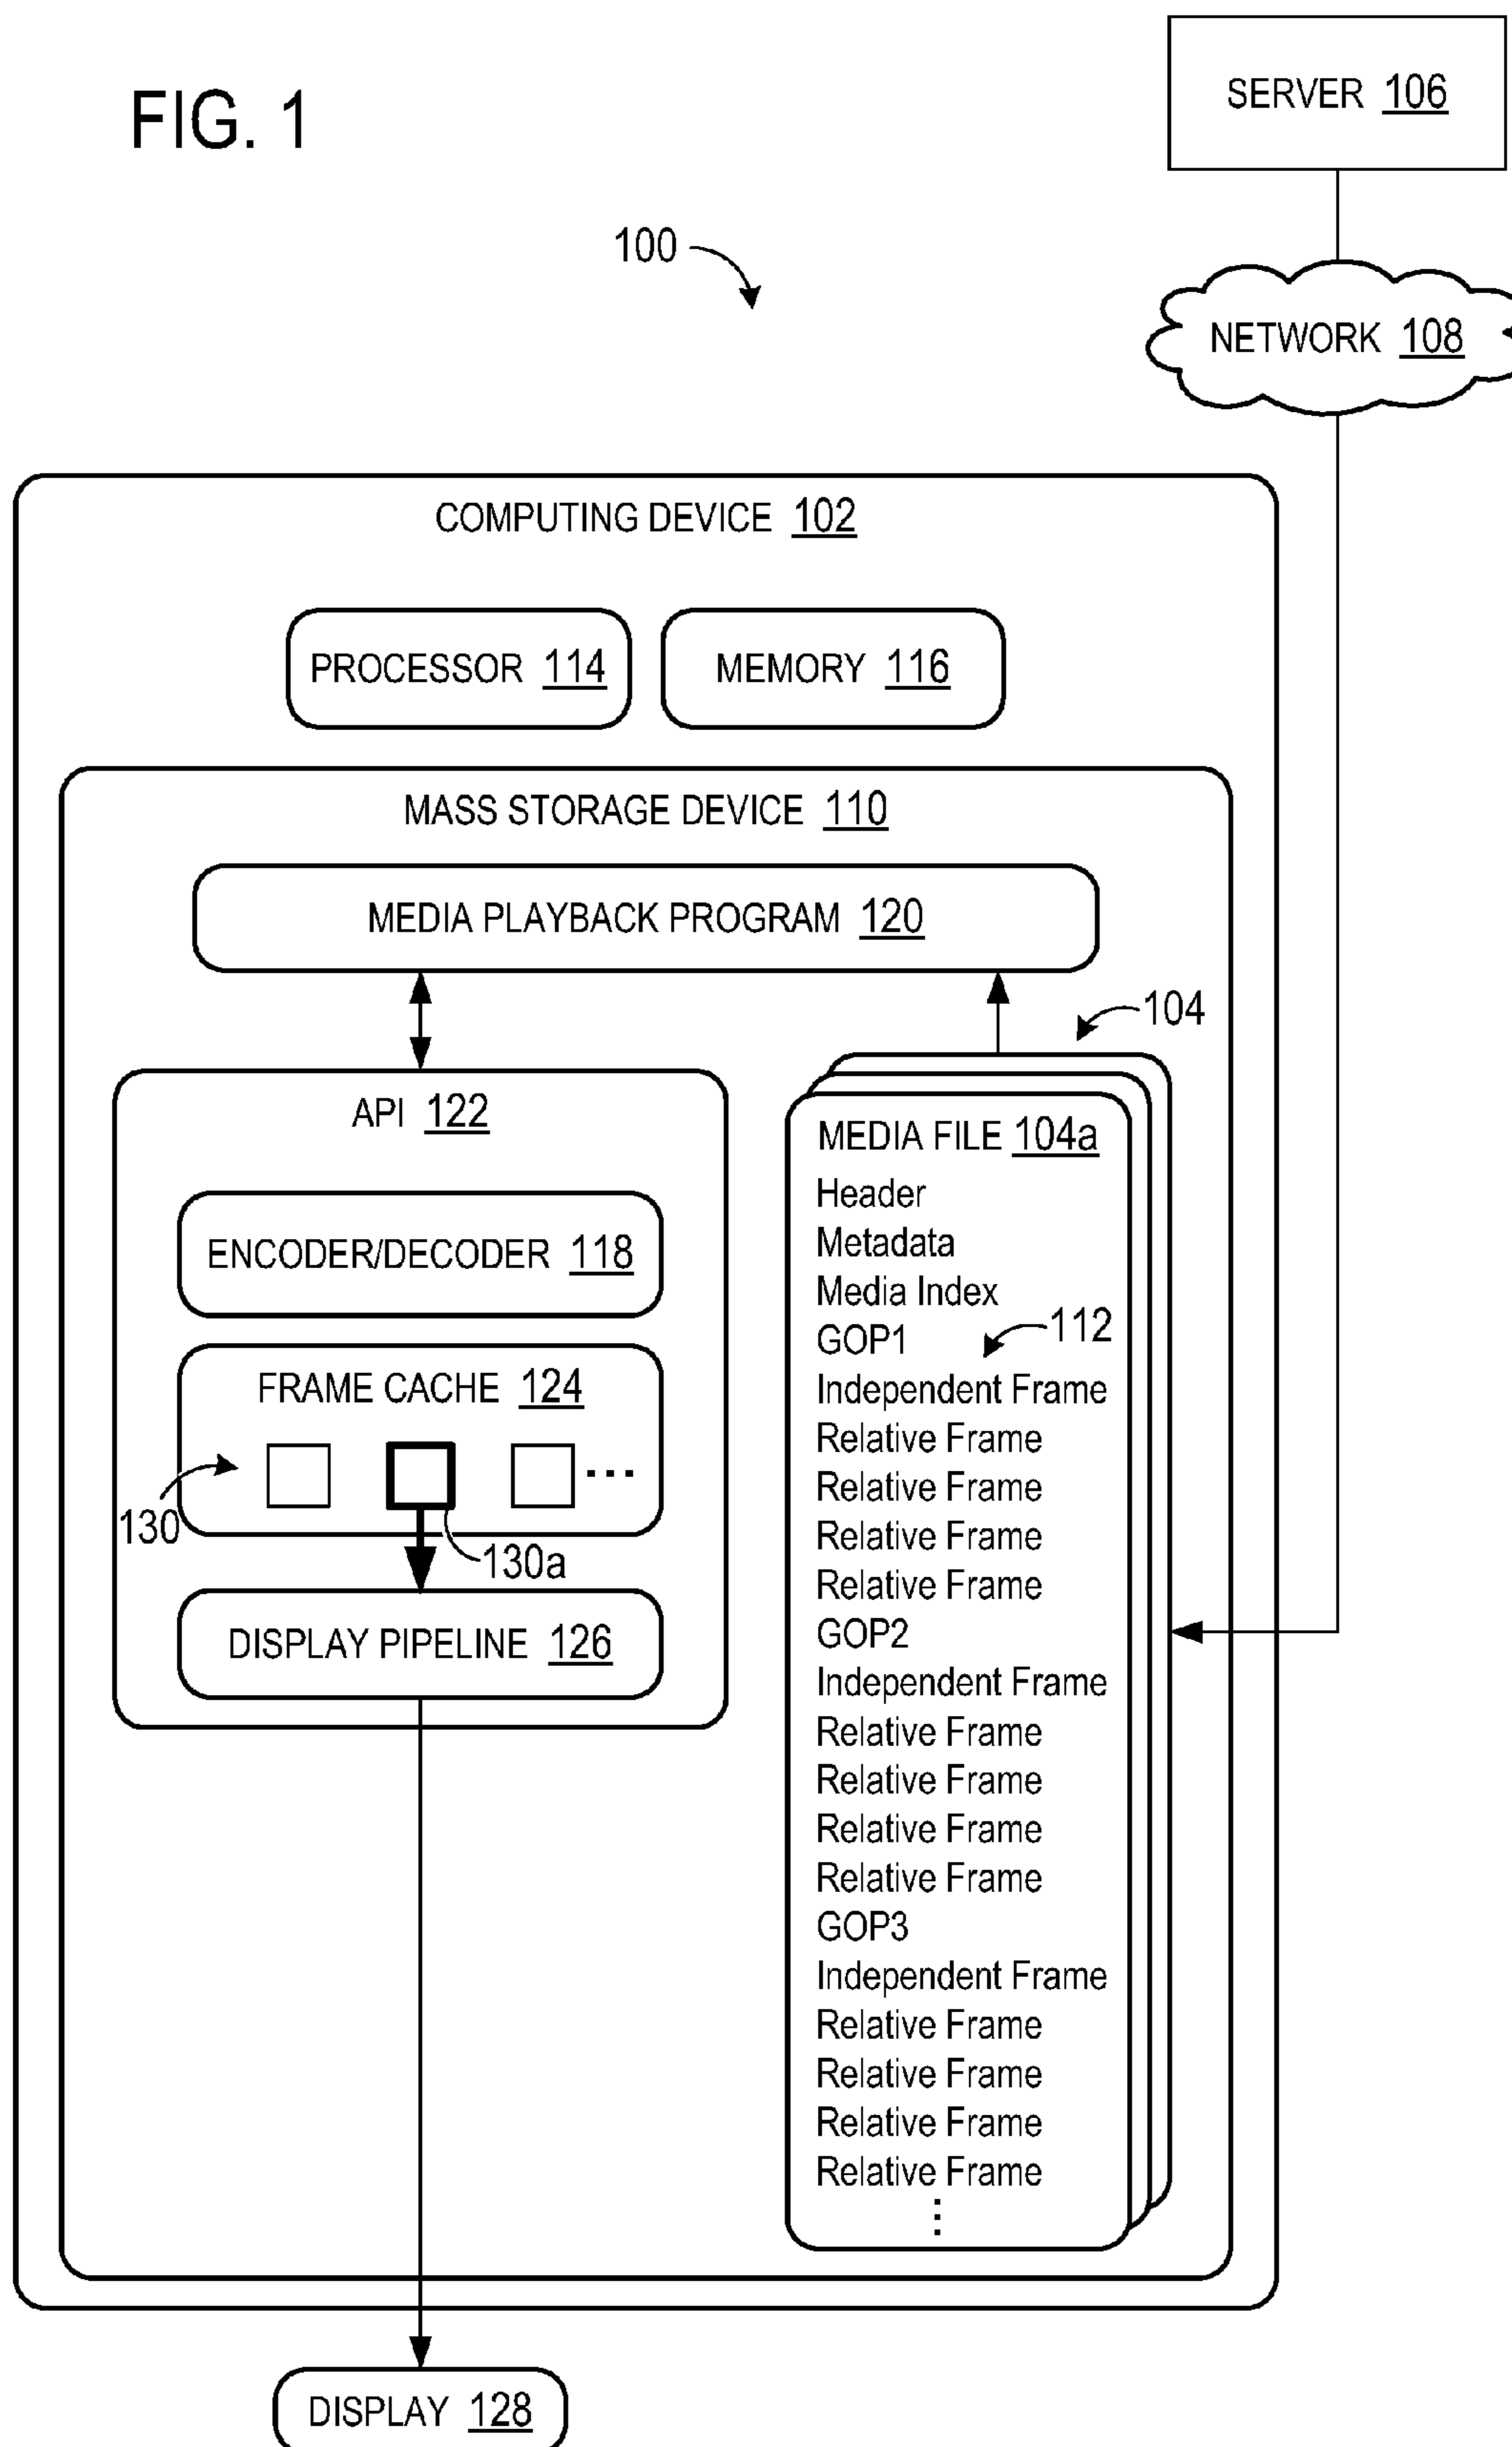 FIG. 1
SERVER 106
100
NETWORK 108
COMPUTING DEVICE 102
PROCESSOR 114
MEMORY 116
MASS STORAGE DEVICE 110
MEDIA PLAYBACK PROGRAM 120
104
API 122
ENCODER/DECODER 118
FRAME CACHE 124
...
130
130a
DISPLAY PIPELINE 126
MEDIA FILE 104a
Header
Metadata
Media Index
GOP1
112
Independent Frame
Relative Frame
Relative Frame
Relative Frame
Relative Frame
GOP2
Independent Frame
Relative Frame
Relative Frame
Relative Frame
Relative Frame
GOP3
Independent Frame
Relative Frame
Relative Frame
Relative Frame
Relative Frame
⋮
DISPLAY 128